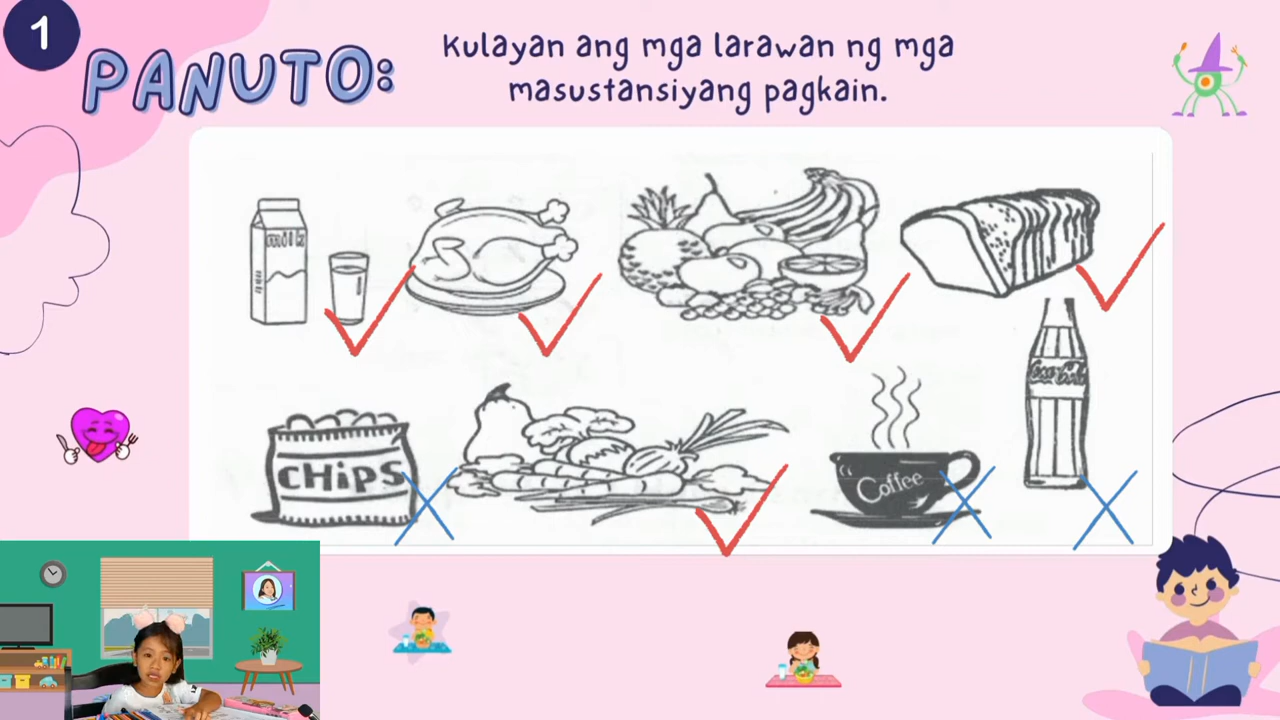 1
PANUTO:
Kulayan ang mga larawan ng mga
masustansiyang pagkain.
milk
CHiPS
Coffee
Coca-Cola